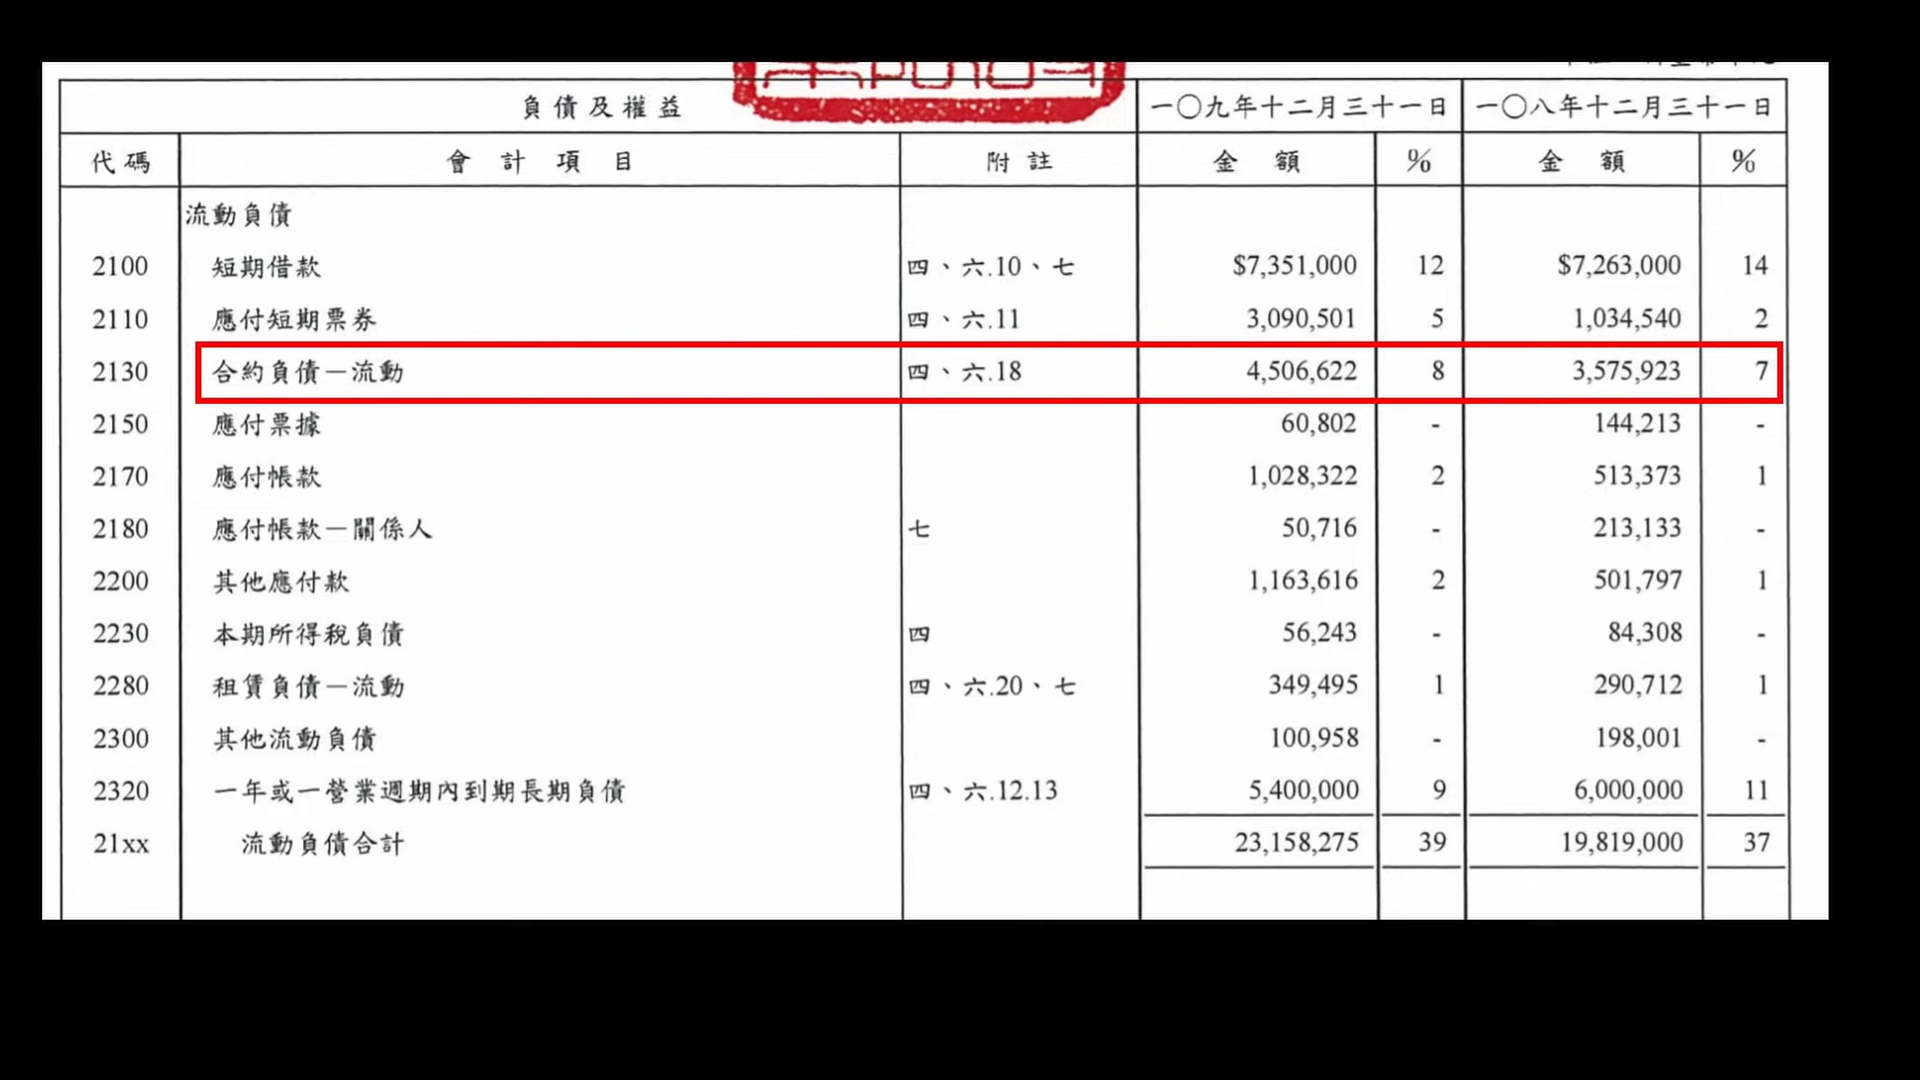 負債及權益 一〇九年十二月三十一日 一〇八年十二月三十一日
代碼 會計項目 附註 金額 % 金額 %
流動負債
2100 短期借款 四、六.10、七 $7,351,000 12 $7,263,000 14
2110 應付短期票券 四、六.11 3,090,501 5 1,034,540 2
2130 合約負債－流動 四、六.18 4,506,622 8 3,575,923 7
2150 應付票據 60,802 - 144,213 -
2170 應付帳款 1,028,322 2 513,373 1
2180 應付帳款－關係人 七 50,716 - 213,133 -
2200 其他應付款 1,163,616 2 501,797 1
2230 本期所得稅負債 四 56,243 - 84,308 -
2280 租賃負債－流動 四、六.20、七 349,495 1 290,712 1
2300 其他流動負債 100,958 - 198,001 -
2320 一年或一營業週期內到期長期負債 四、六.12.13 5,400,000 9 6,000,000 11
21xx 流動負債合計 23,158,275 39 19,819,000 37